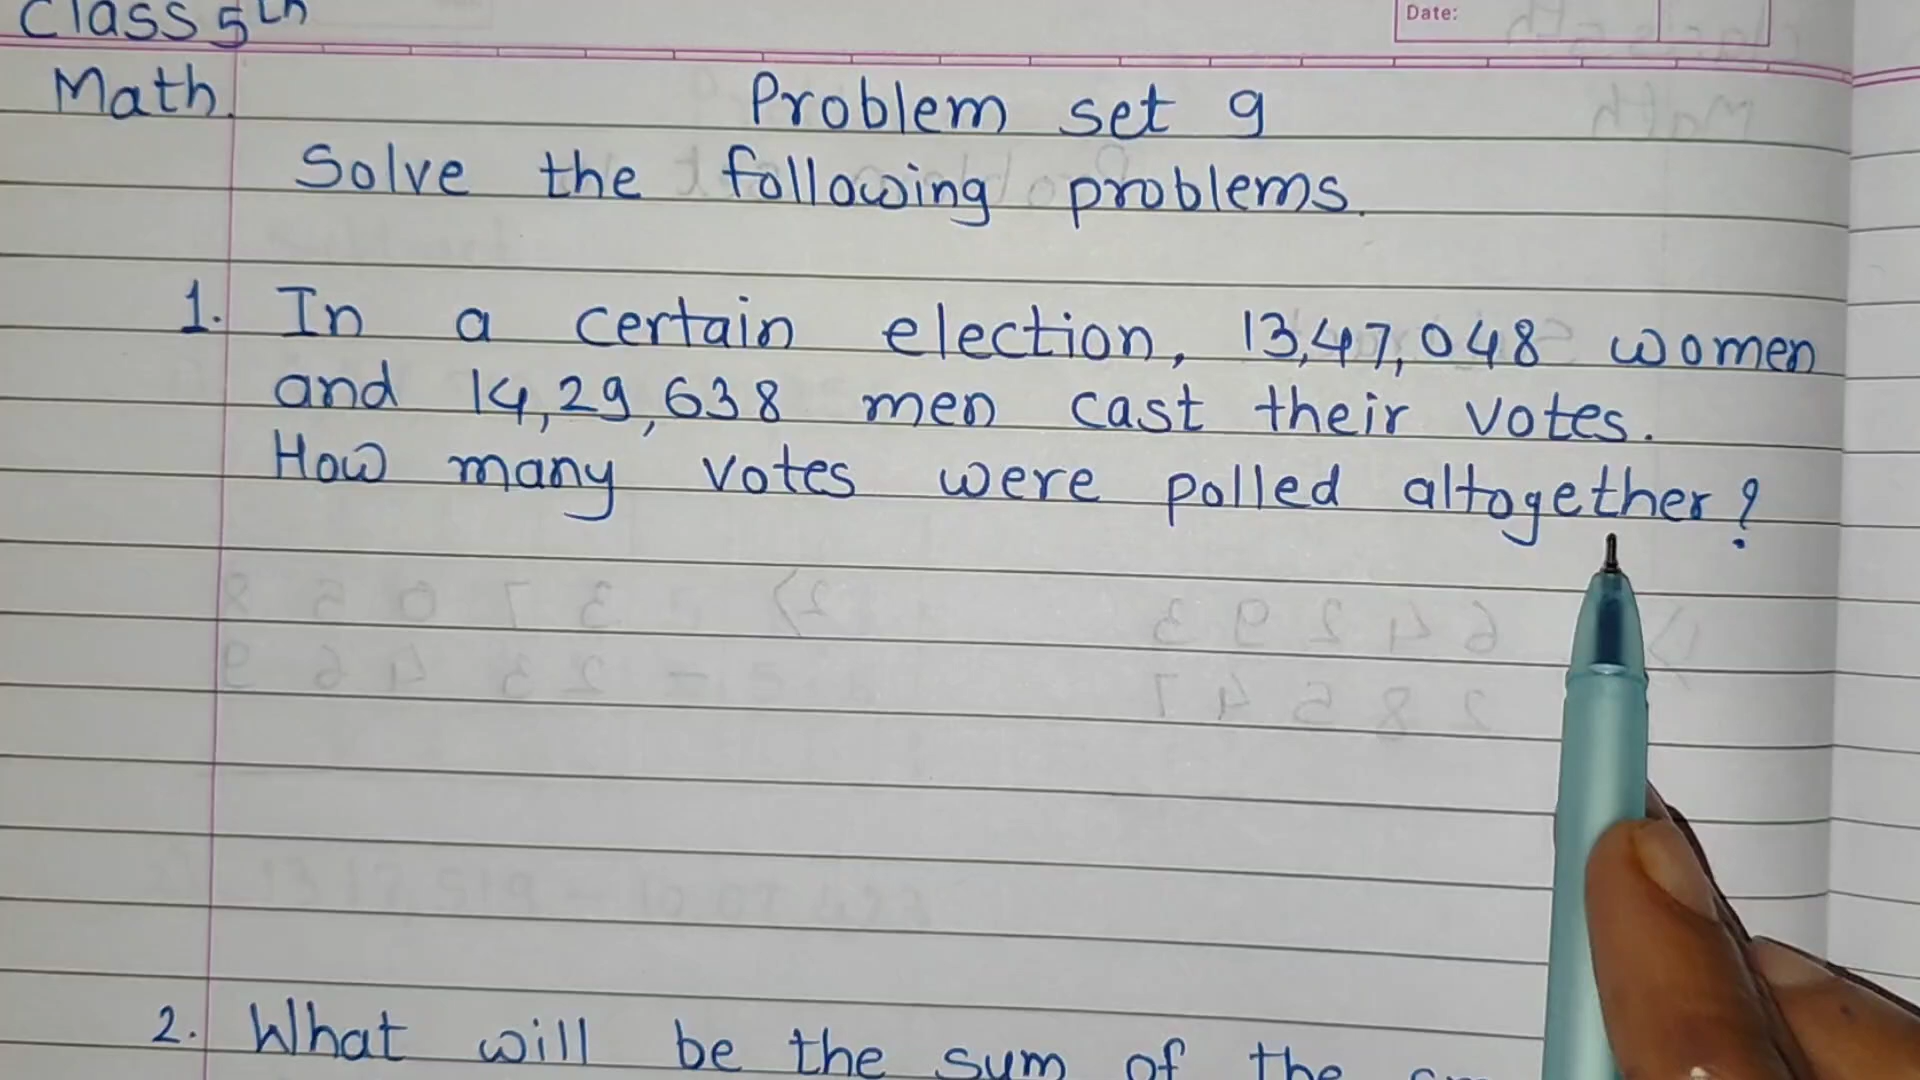 Class 5th
Date:
Math.
Problem set 9
Solve the following problems.
1. In a certain election, 13,47,048 women
and 14,29,638 men cast their votes.
How many votes were polled altogether?
2. What will be the sum of the